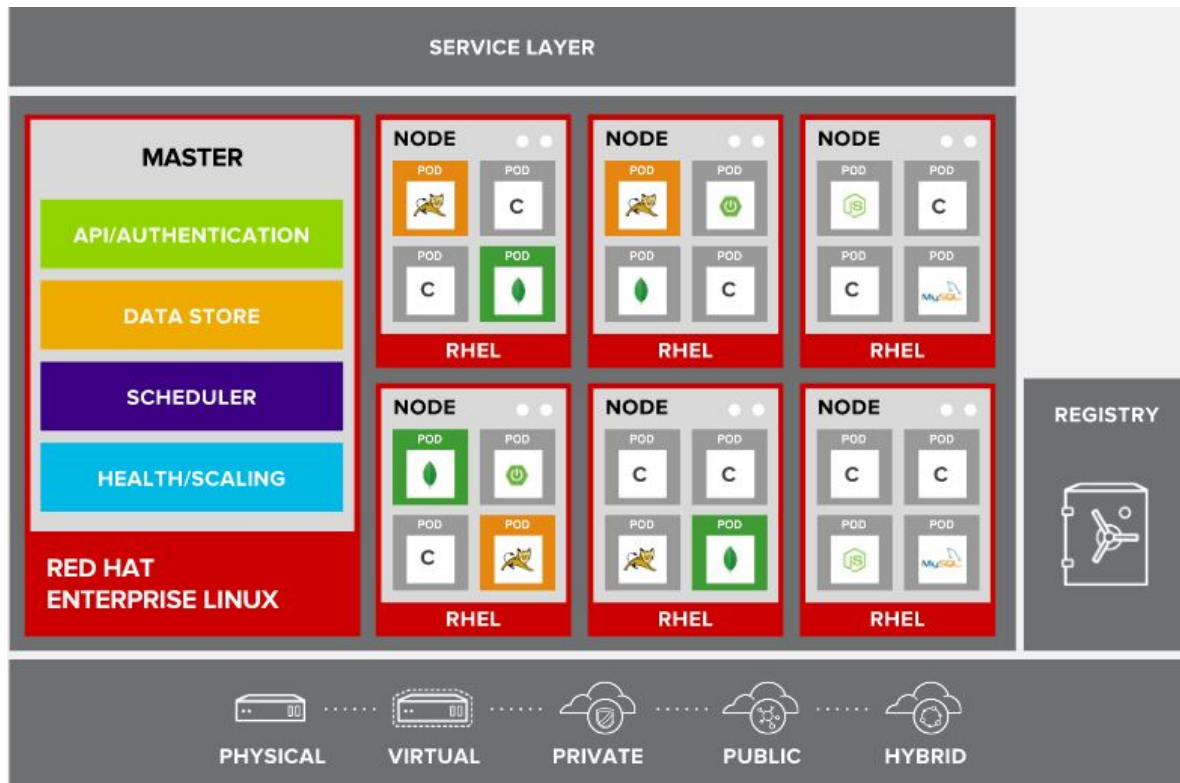 SERVICE LAYER
MASTER
API/AUTHENTICATION
DATA STORE
SCHEDULER
HEALTH/SCALING
RED HAT
ENTERPRISE LINUX
NODE
POD
POD
C
POD
C
POD
RHEL
NODE
POD
POD
POD
POD
C
RHEL
NODE
POD
JS
POD
C
POD
C
POD
MySQL
RHEL
NODE
POD
POD
POD
C
POD
RHEL
NODE
POD
C
POD
C
POD
POD
RHEL
NODE
POD
C
POD
C
POD
JS
POD
MySQL
RHEL
REGISTRY
PHYSICAL
VIRTUAL
PRIVATE
PUBLIC
HYBRID